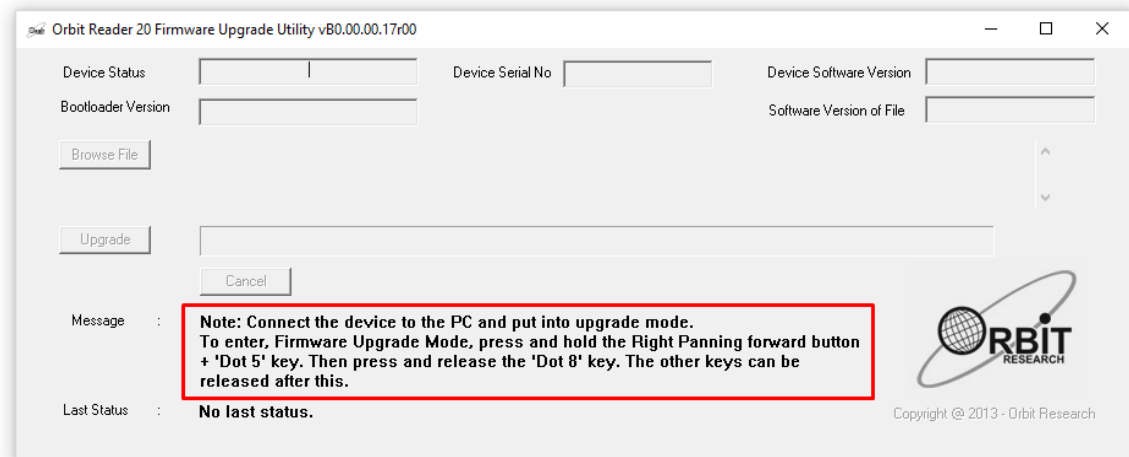 Orbit Reader 20 Firmware Upgrade Utility vB0.00.00.17r00
Device Status
Device Serial No
Device Software Version
Bootloader Version
Software Version of File
Browse File
Upgrade
Cancel
Message :
Note: Connect the device to the PC and put into upgrade mode.
To enter, Firmware Upgrade Mode, press and hold the Right Panning forward button
+ 'Dot 5' key. Then press and release the 'Dot 8' key. The other keys can be
released after this.
ORBIT
RESEARCH
Last Status : No last status.
Copyright @ 2013 - Orbit Research